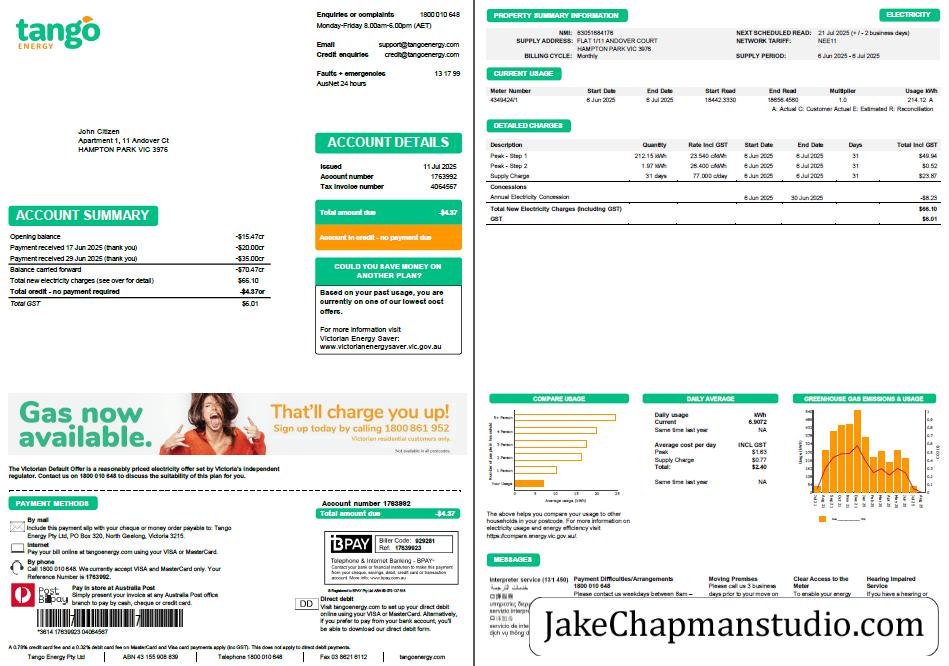 tango
ENERGY
Enquiries or complaints 1800 010 648
Monday-Friday 8.00am-6.00pm (AET)
Email support@tangoenergy.com
Credit enquiries credit@tangoenergy.com
Faults + emergencies 13 17 99
AusNet 24 hours
John Citizen
Apartment 1, 11 Andover Ct
HAMPTON PARK VIC 3976
ACCOUNT DETAILS
Issued 11 Jul 2025
Account number 1763992
Tax invoice number 4064567
Total amount due -$4.37
Account in credit - no payment due
ACCOUNT SUMMARY
Opening balance -$15.47cr
Payment received 17 Jun 2025 (thank you) -$20.00cr
Payment received 29 Jun 2025 (thank you) -$35.00cr
Balance carried forward -$70.47cr
Total new electricity charges (see over for detail) $66.10
Total credit - no payment required -$4.37cr
Total GST $6.01
COULD YOU SAVE MONEY ON
ANOTHER PLAN?
Based on your past usage, you are
currently on one of our lowest cost
offers.
For more information visit
Victorian Energy Saver:
www.victorianenergysaver.vic.gov.au
Gas now
available.
That'll charge you up!
Sign up today by calling 1800 861 952
Victorian residential customers only.
Not available in all postcodes.
The Victorian Default Offer is a reasonably priced electricity offer set by Victoria's independent
regulator. Contact us on 1800 010 648 to discuss the suitability of this plan for you.
PAYMENT METHODS
Account number 1763992
Total amount due -$4.37
By mail
Include this payment slip with your cheque or money order payable to: Tango
Energy Pty Ltd, PO Box 320, North Geelong, Victoria 3215.
Internet
Pay your bill online at tangoenergy.com using your VISA or MasterCard.
By phone
Call 1800 010 648. We currently accept VISA and MasterCard only. Your
Reference Number is 1763992.
Post Billpay
Pay in store at Australia Post
Simply present your invoice at any Australia Post office
branch to pay by cash, cheque or credit card.
*3614 17639923 04064567
BPAY
Biller Code: 929281
Ref: 17639923
Telephone & Internet Banking - BPAY®
Contact your bank or financial institution to make this payment
from your cheque, savings, debit, credit card or transaction
account. More info: www.bpay.com.au
® Registered to BPAY Pty Ltd ABN 69 079 137 518
DD
Direct debit
Visit tangoenergy.com to set up your direct debit
online using your VISA or MasterCard. Alternatively,
if you prefer to pay from your bank account, you'll
be able to download our direct debit form.
A 0.78% credit card fee and a 0.32% debit card fee on MasterCard and Visa card payments apply (inc GST). This does not apply to direct debit payments.
Tango Energy Pty Ltd | ABN 43 155 908 839 | Telephone 1800 010 648 | Fax 03 8621 6112 | tangoenergy.com
PROPERTY SUMMARY INFORMATION
ELECTRICITY
NMI: 63051684176
SUPPLY ADDRESS: FLAT 1/11 ANDOVER COURT
HAMPTON PARK VIC 3976
BILLING CYCLE: Monthly
NEXT SCHEDULED READ: 21 Jul 2025 (+ / - 2 business days)
NETWORK TARIFF: NEE11
SUPPLY PERIOD: 6 Jun 2025 - 6 Jul 2025
CURRENT USAGE
Meter Number Start Date End Date Start Read End Read Multiplier Usage kWh
4349424/1 6 Jun 2025 6 Jul 2025 18442.3330 18656.4560 1.0 214.12 A
A: Actual C: Customer Actual E: Estimated R: Reconciliation
DETAILED CHARGES
Description Quantity Rate Incl GST Start Date End Date Days Total Incl GST
Peak - Step 1 212.15 kWh 23.540 c/kWh 6 Jun 2025 6 Jul 2025 31 $49.94
Peak - Step 2 1.97 kWh 26.400 c/kWh 6 Jun 2025 6 Jul 2025 31 $0.52
Supply Charge 31 days 77.000 c/day 6 Jun 2025 6 Jul 2025 31 $23.87
Concessions
Annual Electricity Concession 6 Jun 2025 30 Jun 2025 -$8.23
Total New Electricity Charges (Including GST) $66.10
GST $6.01
COMPARE USAGE
5+ Person
4 Person
3 Person
2 Person
1 Person
Your Usage
0 5 10 15 20 25
Average usage (kWh)
The above helps you compare your usage to other
households in your postcode. For more information on
electricity usage and energy efficiency visit
https://compare.energy.vic.gov.au/.
DAILY AVERAGE
Daily usage kWh
Current 6.9072
Same time last year NA
Average cost per day INCL GST
Peak $1.63
Supply Charge $0.77
Total: $2.40
Same time last year NA
GREENHOUSE GAS EMISSIONS & USAGE
MESSAGES
Interpreter service (131 450)
Payment Difficulties/Arrangements
1800 010 648
Please contact us weekdays between 8am –
Moving Premises
Please call us 3 business
days prior to your move on
Clear Access to the
Meter
To enable your energy
Hearing Impaired
Service
If you have a hearing or
JakeChapmanstudio.com